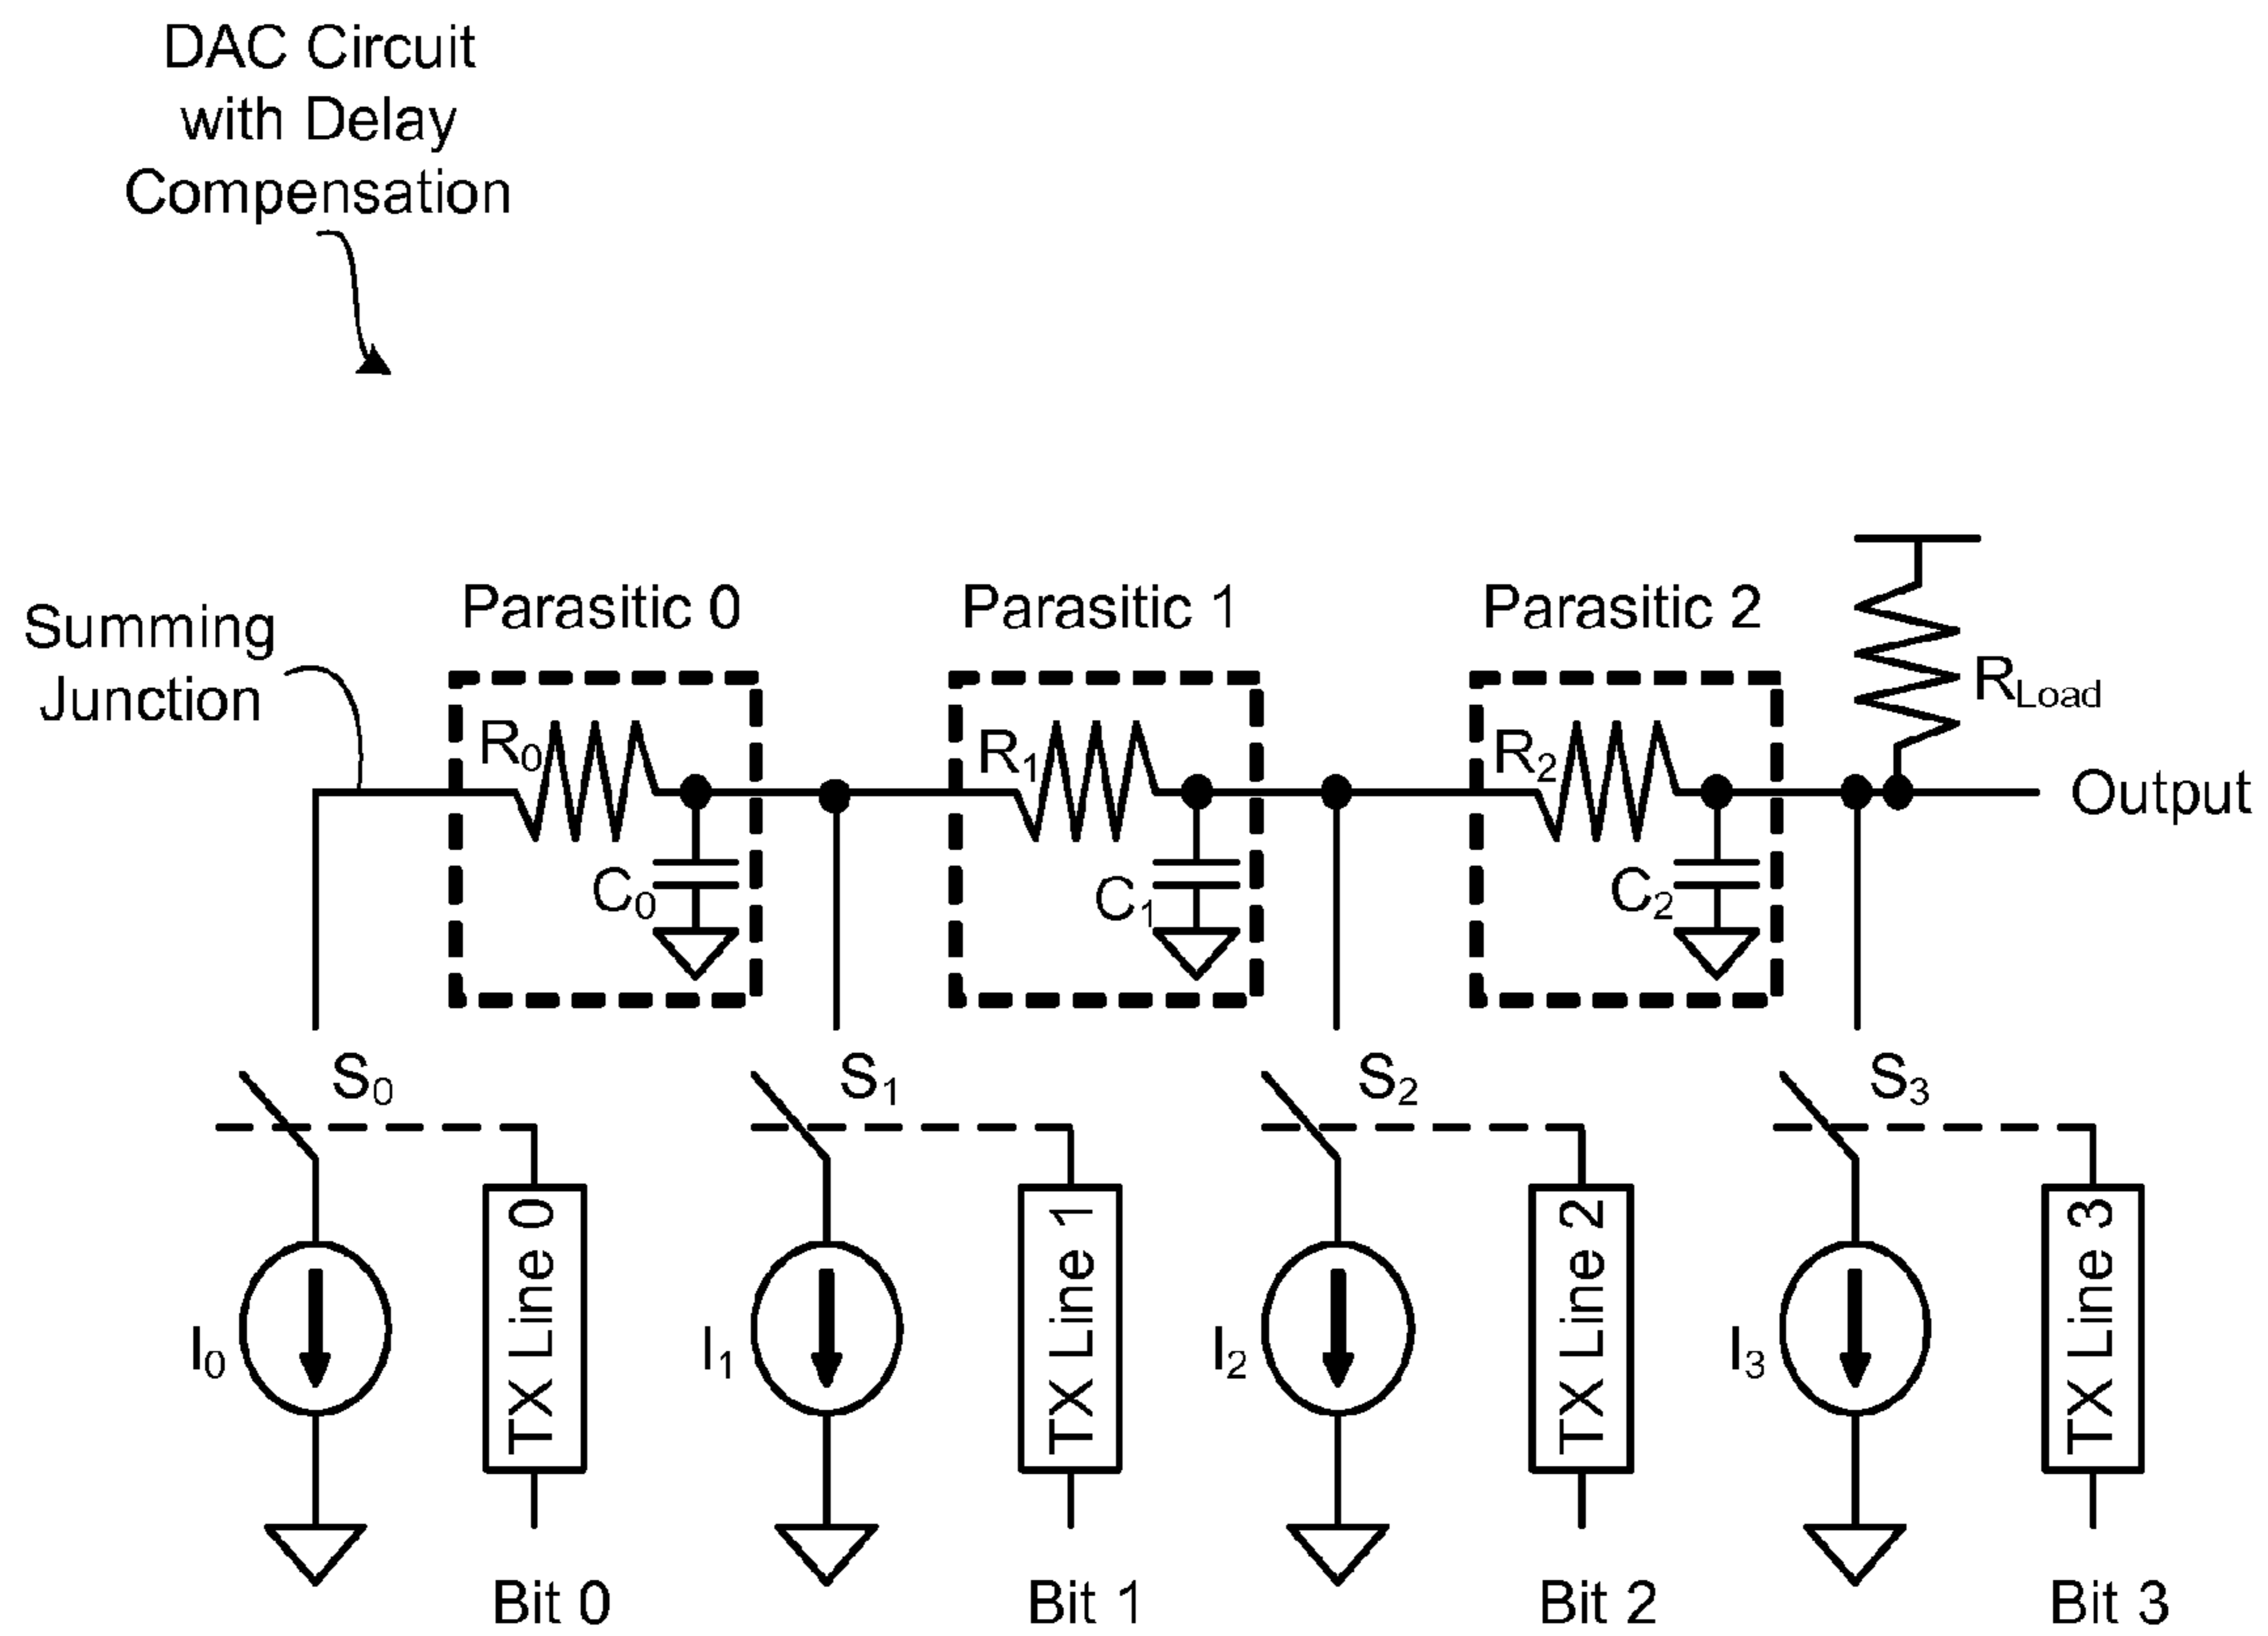 DAC Circuit
with Delay
Compensation
Summing
Junction
Parasitic 0
Parasitic 1
Parasitic 2
R0
R1
R2
RLoad
Output
C0
C1
C2
S0
S1
S2
S3
I0
TX Line 0
I1
TX Line 1
I2
TX Line 2
I3
TX Line 3
Bit 0
Bit 1
Bit 2
Bit 3